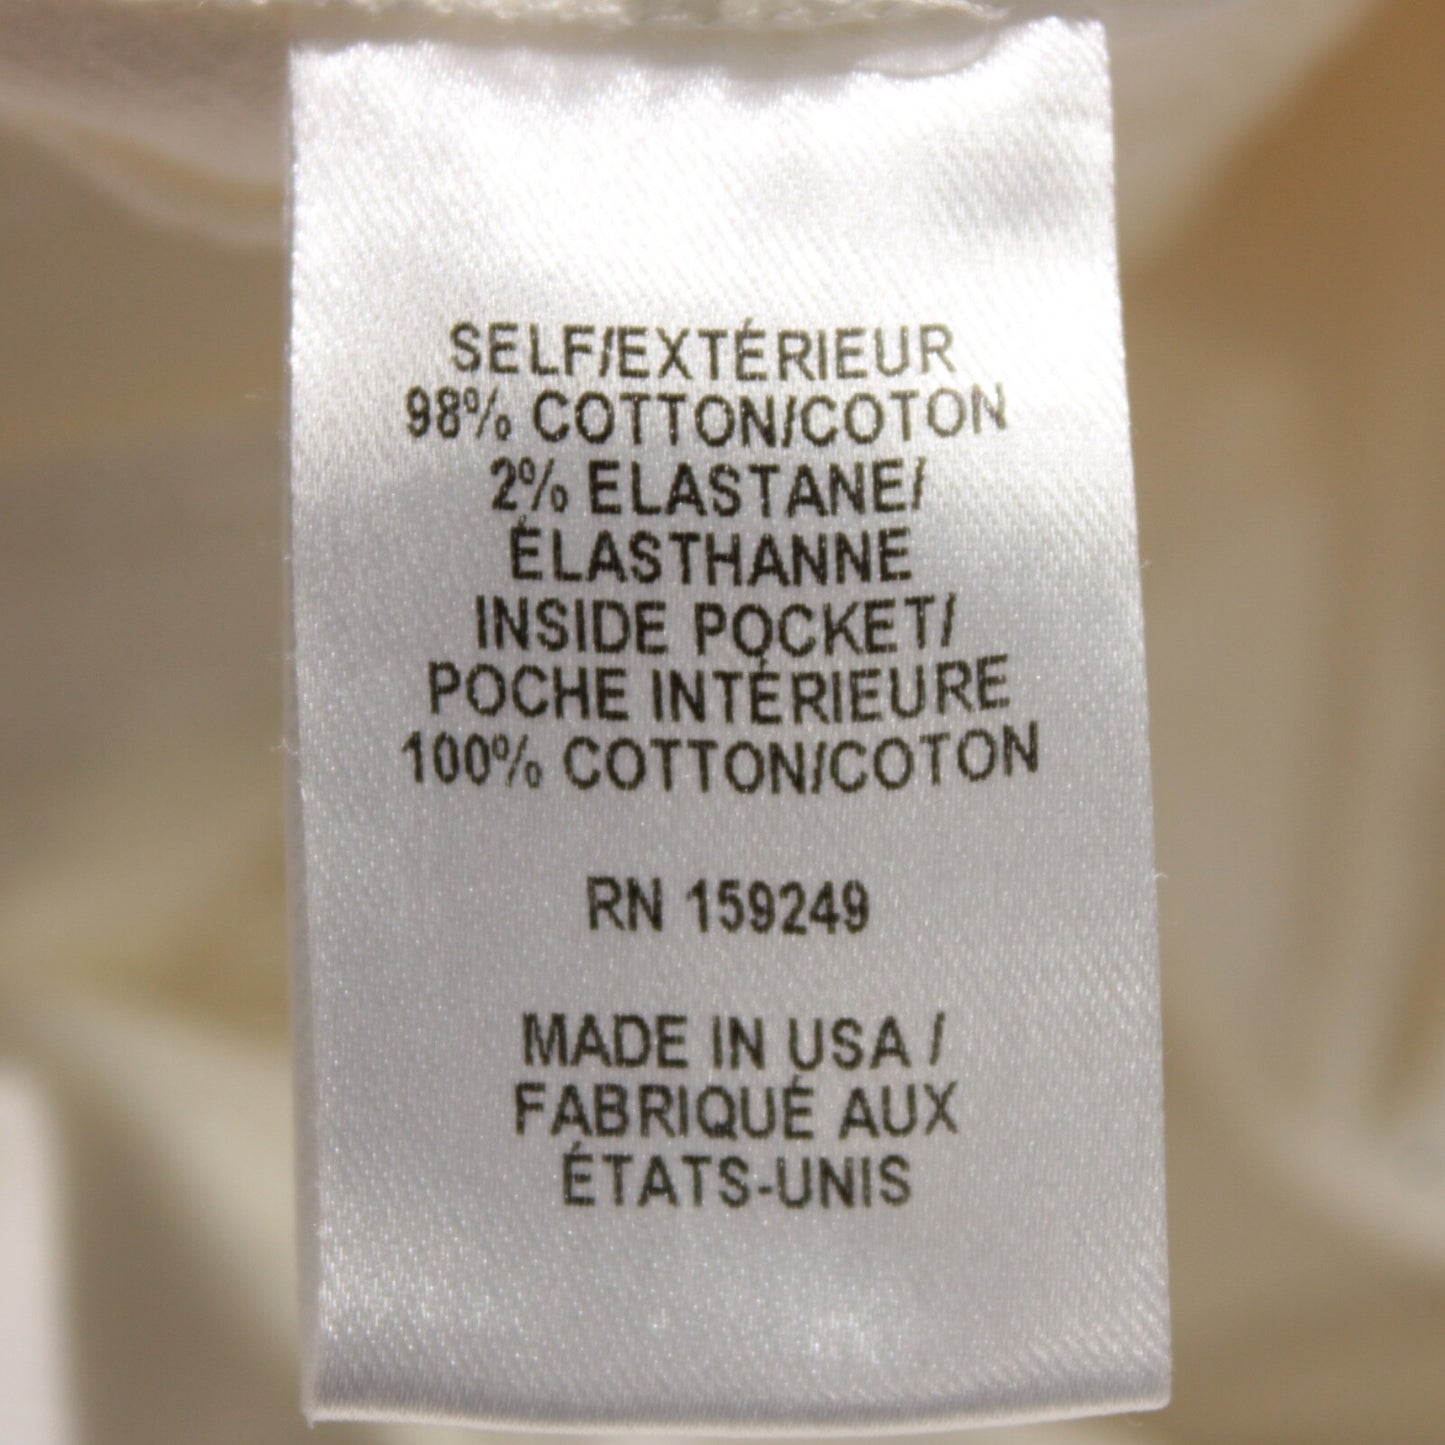 SELF/EXTÉRIEUR
98% COTTON/COTON
2% ELASTANE/
ÉLASTHANNE
INSIDE POCKET/
POCHE INTÉRIEURE
100% COTTON/COTON
RN 159249
MADE IN USA /
FABRIQUÉ AUX
ÉTATS-UNIS